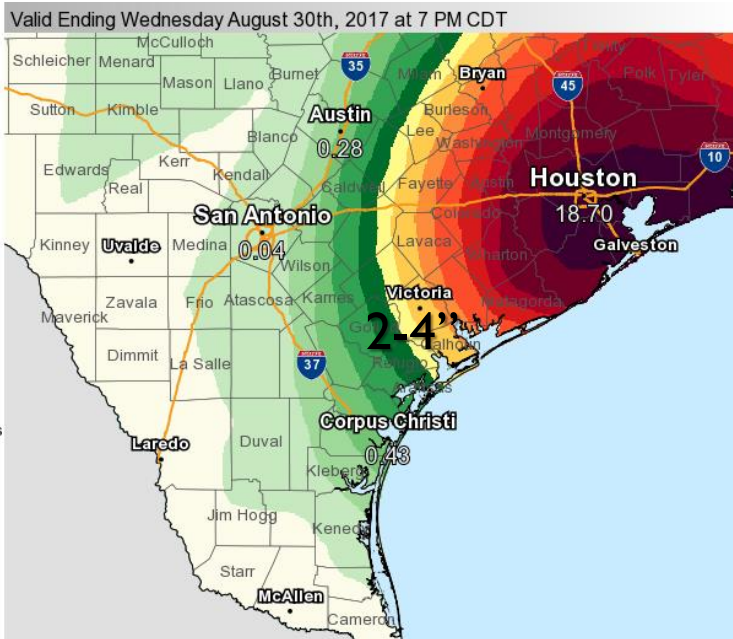 Valid Ending Wednesday August 30th, 2017 at 7 PM CDT
McCulloch
Schleicher Menard
Burnet
35
Milam
Bryan
Trinity
Polk Tyler
Mason Llano
45
Sutton Kimble
Austin
Burleson
0.28
Blanco
Lee
Washington
Montgomery
10
Edwards
Kerr
Real
Kendall
Caldwell
Fayette
Austin
Houston
18.70
San Antonio
Colorado
Kinney
Uvalde
Medina
0.04
Lavaca
Wharton
Galveston
Wilson
Zavala
Frio
Atascosa
Karnes
Victoria
Matagorda
Maverick
2-4”
Calhoun
Dimmit
La Salle
37
Refugio
Aransas
Corpus Christi
Laredo
Duval
0.43
Kleberg
Jim Hogg
Kenedy
Starr
McAllen
Cameron